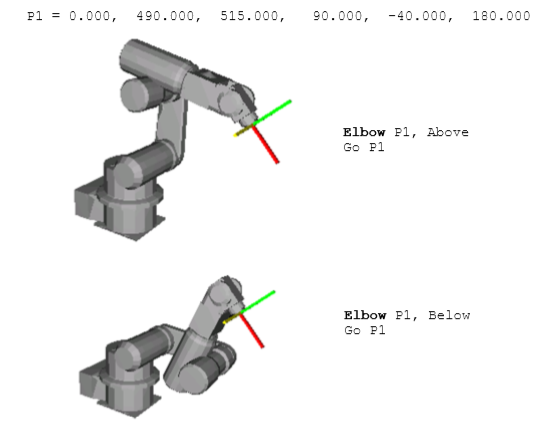 P1 = 0.000, 490.000, 515.000, 90.000, -40.000, 180.000
Elbow P1, Above
Go P1
Elbow P1, Below
Go P1